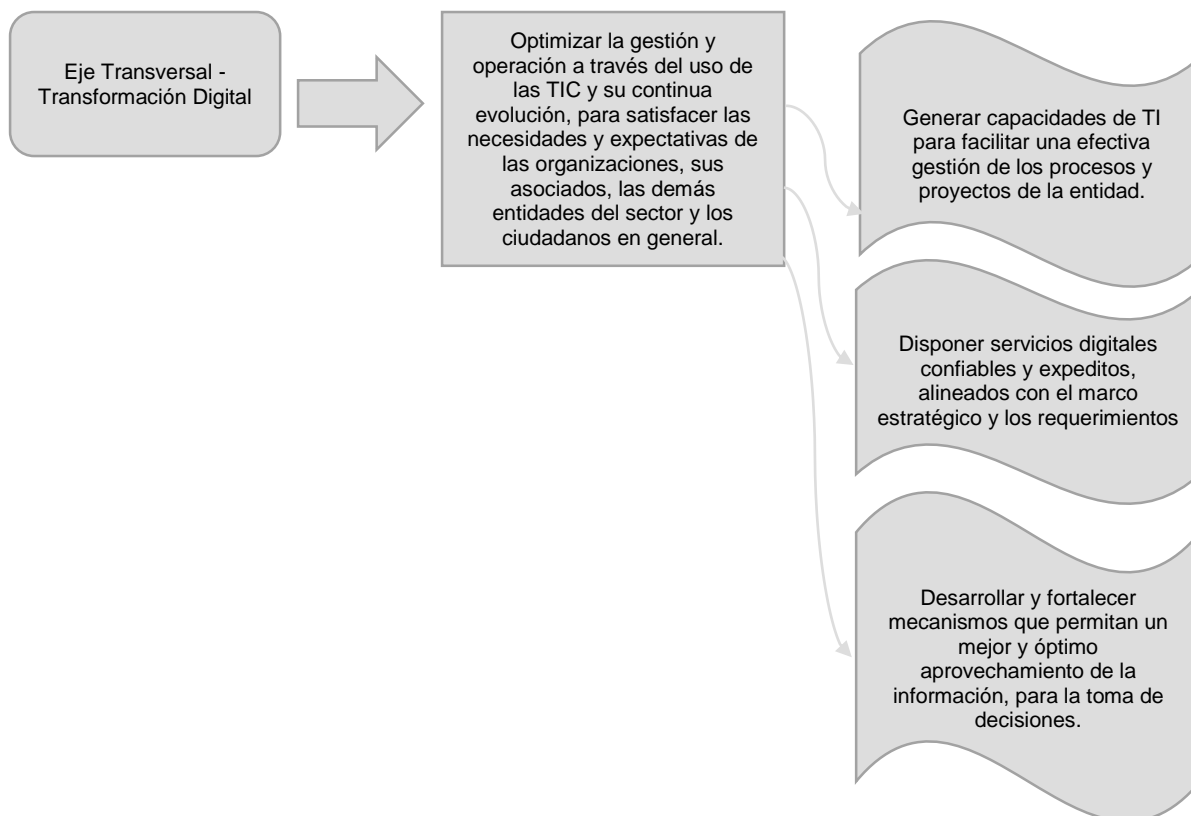 Eje Transversal -
Transformación Digital
Optimizar la gestión y
operación a través del uso de
las TIC y su continua
evolución, para satisfacer las
necesidades y expectativas de
las organizaciones, sus
asociados, las demás
entidades del sector y los
ciudadanos en general.
Generar capacidades de TI
para facilitar una efectiva
gestión de los procesos y
proyectos de la entidad.
Disponer servicios digitales
confiables y expeditos,
alineados con el marco
estratégico y los requerimientos
Desarrollar y fortalecer
mecanismos que permitan un
mejor y óptimo
aprovechamiento de la
información, para la toma de
decisiones.